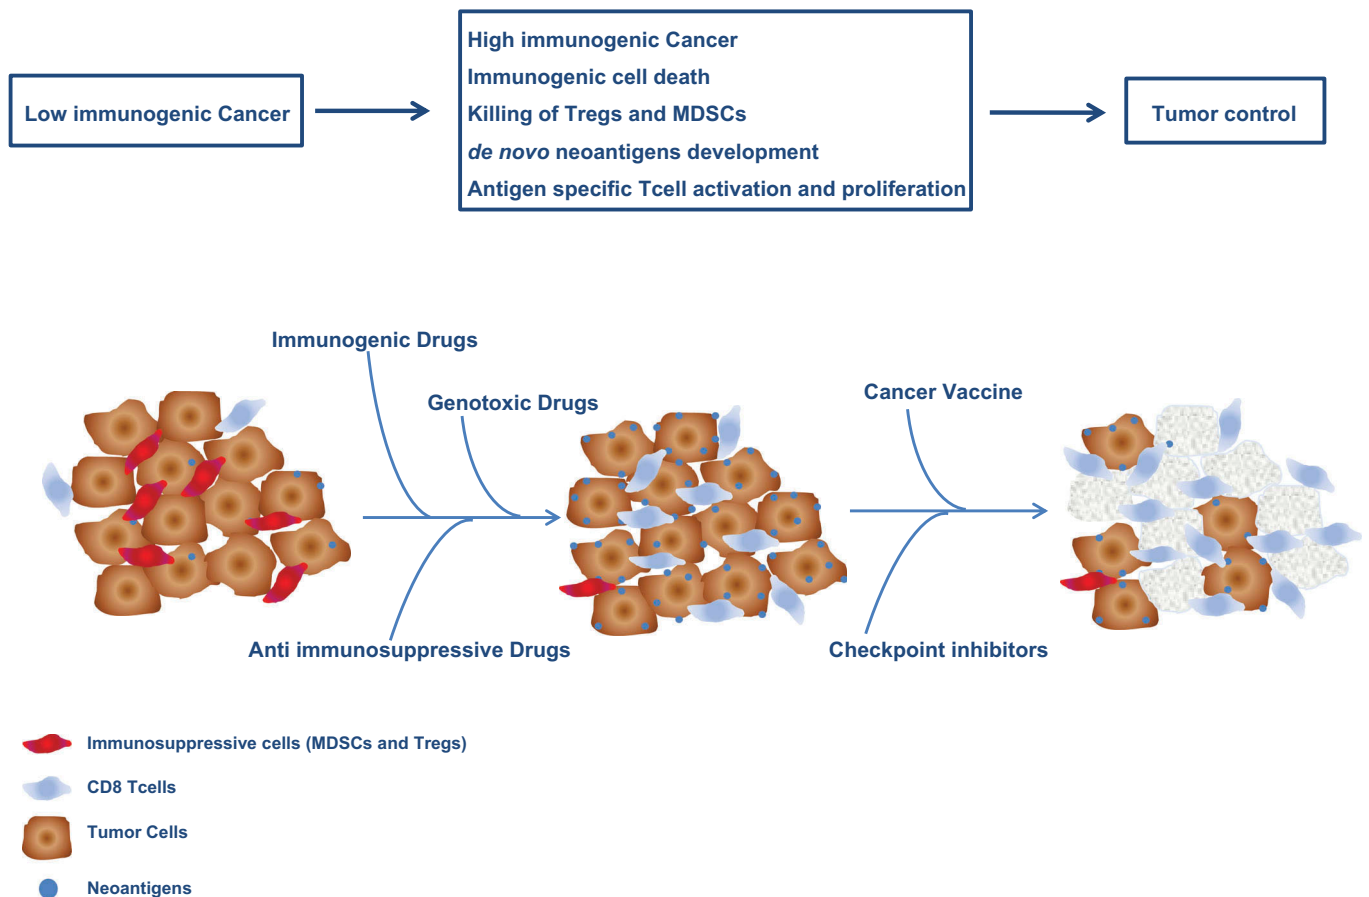 High immunogenic Cancer
Immunogenic cell death
Low immunogenic Cancer
Killing of Tregs and MDSCs
Tumor control
de novo neoantigens development
Antigen specific Tcell activation and proliferation
Immunogenic Drugs
Genotoxic Drugs
Cancer Vaccine
Anti immunosuppressive Drugs
Checkpoint inhibitors
Immunosuppressive cells (MDSCs and Tregs)
CD8 Tcells
Tumor Cells
Neoantigens